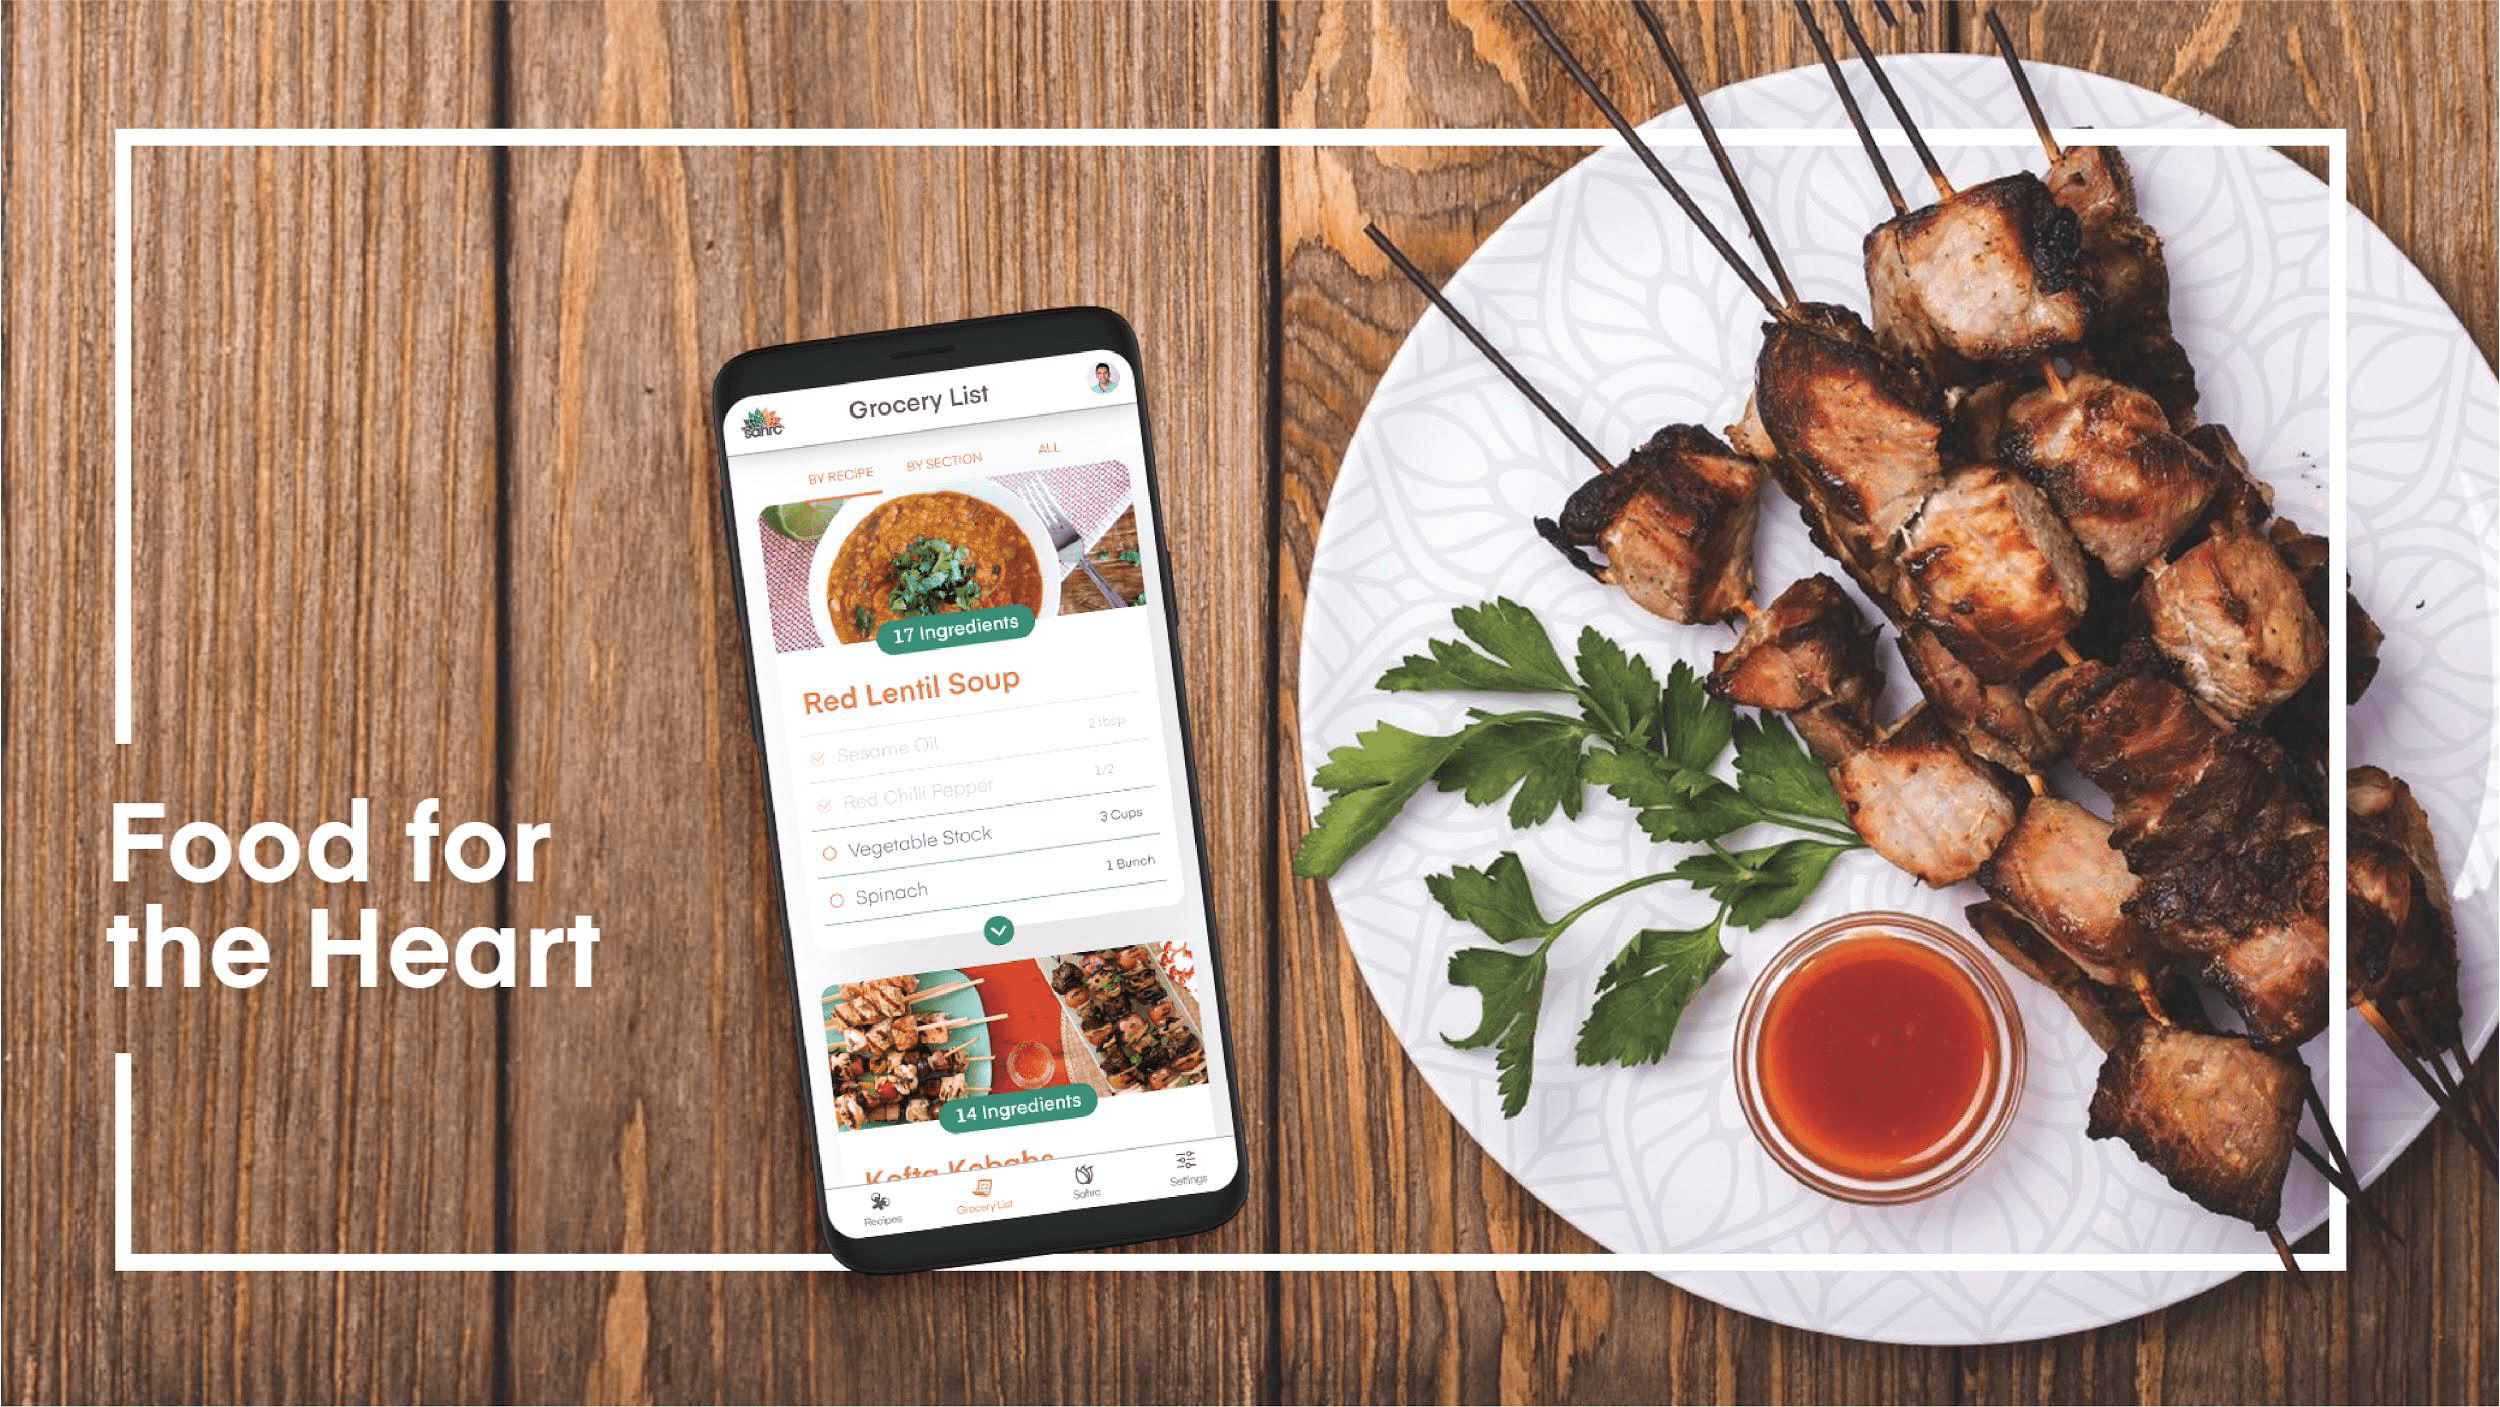 Grocery List
sahrc
BY RECIPE BY SECTION ALL
17 Ingredients
Red Lentil Soup
Sesame Oil 2 tbsp
Red Chilli Pepper 1/2
Vegetable Stock 3 Cups
Spinach 1 Bunch
14 Ingredients
Kofta Kebabs
Recipes Grocery List Sahrc Settings
Food for
the Heart